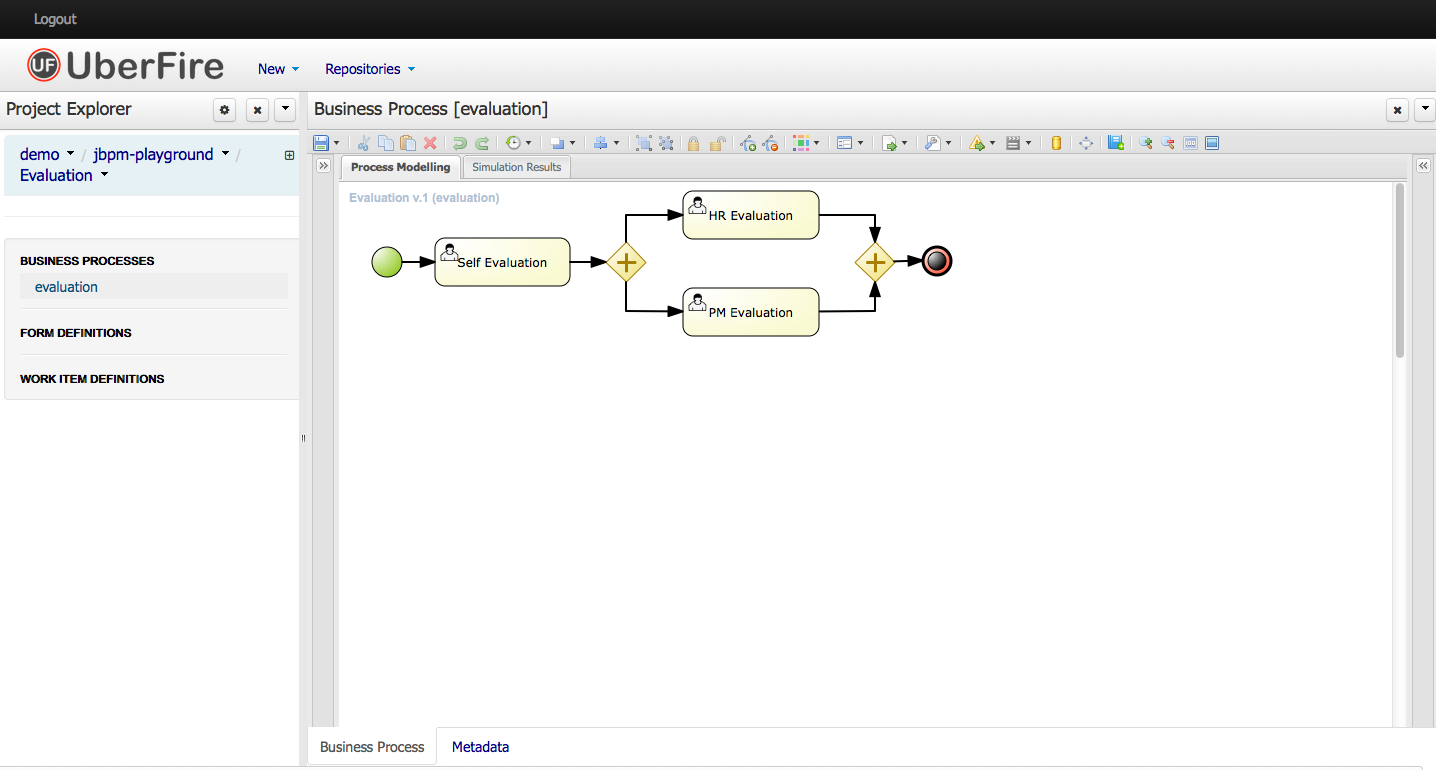 Logout
UF UberFire
New
Repositories
Project Explorer
Business Process [evaluation]
demo / jbpm-playground /
Evaluation
Process Modelling
Simulation Results
Evaluation v.1 (evaluation)
HR Evaluation
Self Evaluation
PM Evaluation
BUSINESS PROCESSES
evaluation
FORM DEFINITIONS
WORK ITEM DEFINITIONS
Business Process
Metadata